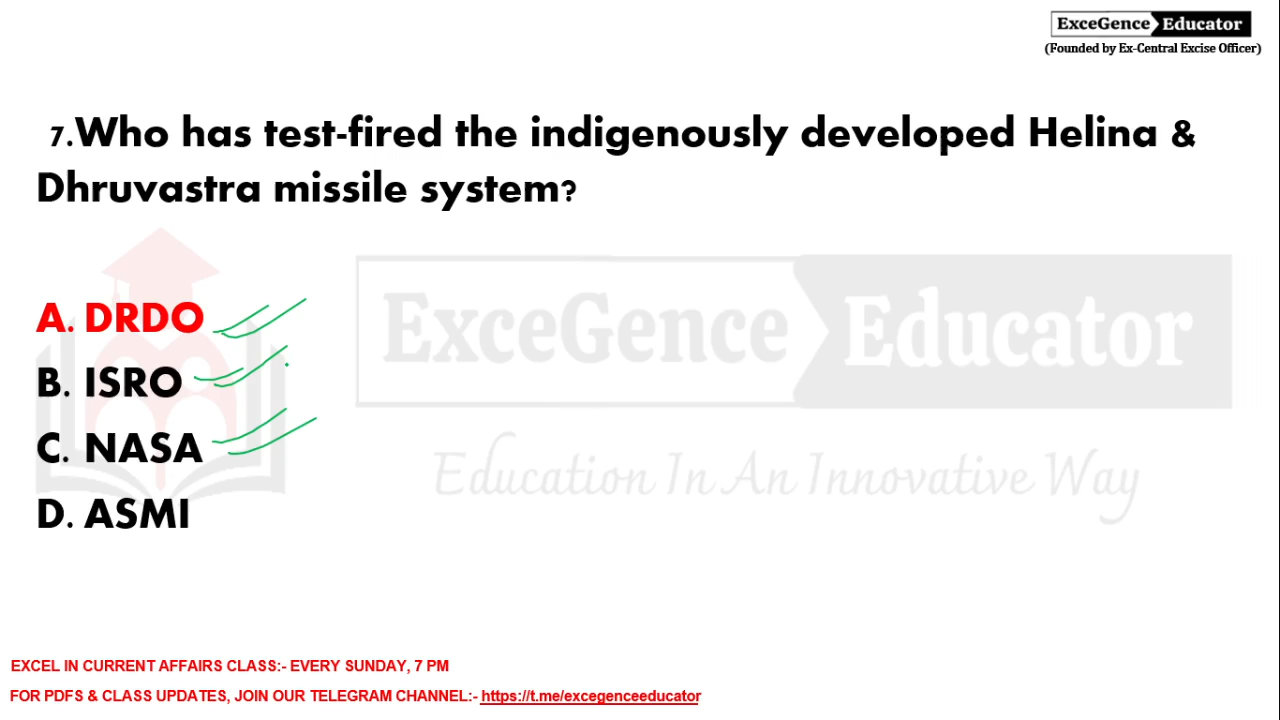 ExceGence Educator
(Founded by Ex-Central Excise Officer)
7.Who has test-fired the indigenously developed Helina &
Dhruvastra missile system?
A. DRDO
B. ISRO
C. NASA
D. ASMI
ExceGence Educator
Education In An Innovative Way
EXCEL IN CURRENT AFFAIRS CLASS:- EVERY SUNDAY, 7 PM
FOR PDFS & CLASS UPDATES, JOIN OUR TELEGRAM CHANNEL:- https://t.me/excegenceeducator